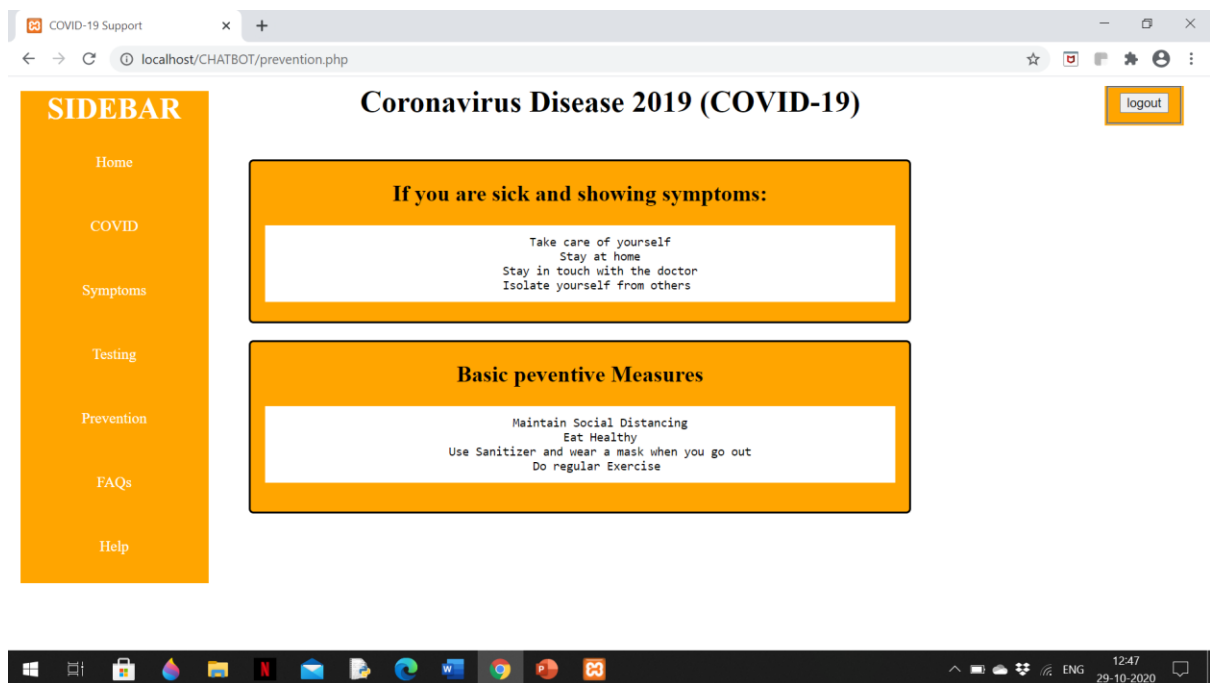 COVID-19 Support
localhost/CHATBOT/prevention.php
SIDEBAR
Home
COVID
Symptoms
Testing
Prevention
FAQs
Help
Coronavirus Disease 2019 (COVID-19)
logout
If you are sick and showing symptoms:
Take care of yourself
Stay at home
Stay in touch with the doctor
Isolate yourself from others
Basic peventive Measures
Maintain Social Distancing
Eat Healthy
Use Sanitizer and wear a mask when you go out
Do regular Exercise
ENG
12:47
29-10-2020